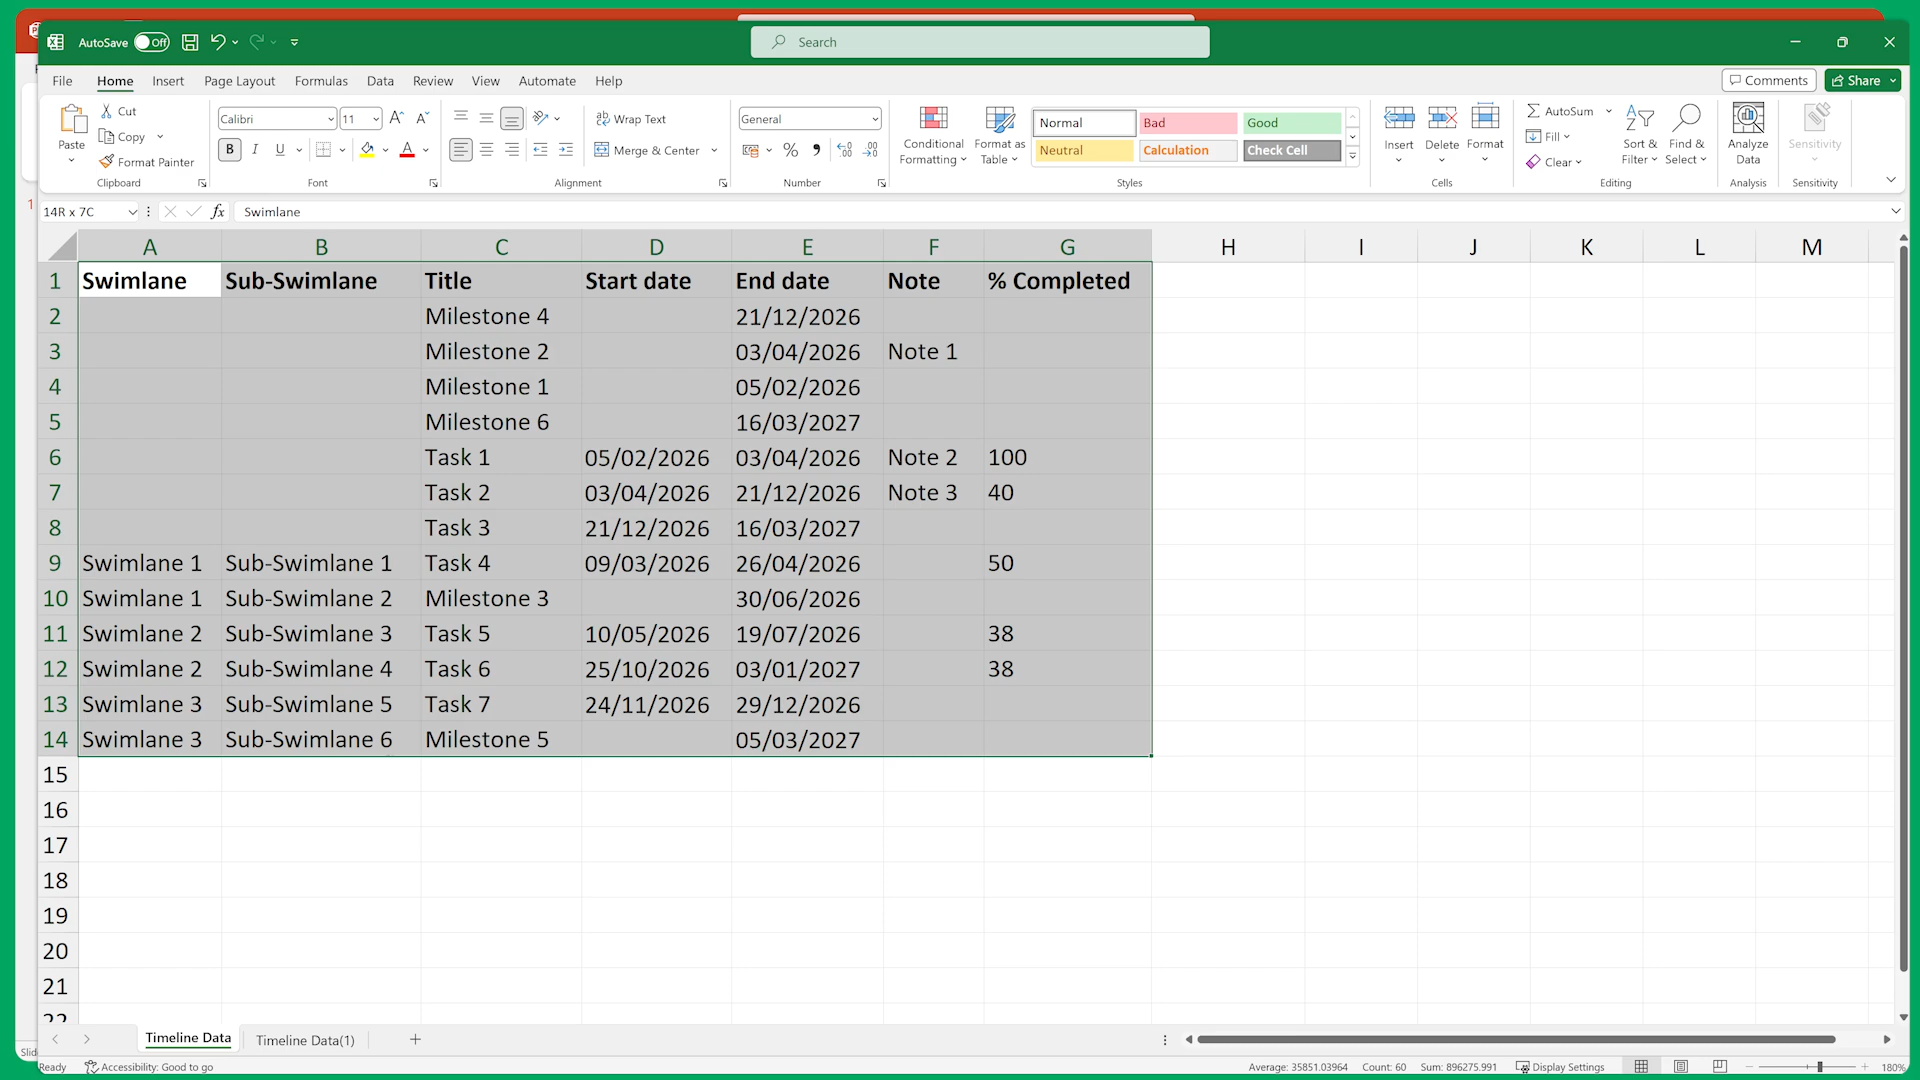 AutoSave Off Search
File Home Insert Page Layout Formulas Data Review View Automate Help Comments Share
Paste Cut Copy Format Painter Clipboard
Calibri 11 B I U Font
Wrap Text Merge & Center Alignment
General % Number
Conditional Formatting Format as Table
Normal Bad Good
Neutral Calculation Check Cell
Styles
Insert Delete Format Cells
AutoSum Fill Clear Sort & Filter Find & Select Editing
Analyze Data Analysis
Sensitivity Sensitivity
1
14R x 7C fx Swimlane
A B C D E F G H I J K L M
1 Swimlane Sub-Swimlane Title Start date End date Note % Completed
2 Milestone 4 21/12/2026
3 Milestone 2 03/04/2026 Note 1
4 Milestone 1 05/02/2026
5 Milestone 6 16/03/2027
6 Task 1 05/02/2026 03/04/2026 Note 2 100
7 Task 2 03/04/2026 21/12/2026 Note 3 40
8 Task 3 21/12/2026 16/03/2027
9 Swimlane 1 Sub-Swimlane 1 Task 4 09/03/2026 26/04/2026 50
10 Swimlane 1 Sub-Swimlane 2 Milestone 3 30/06/2026
11 Swimlane 2 Sub-Swimlane 3 Task 5 10/05/2026 19/07/2026 38
12 Swimlane 2 Sub-Swimlane 4 Task 6 25/10/2026 03/01/2027 38
13 Swimlane 3 Sub-Swimlane 5 Task 7 24/11/2026 29/12/2026
14 Swimlane 3 Sub-Swimlane 6 Milestone 5 05/03/2027
15
16
17
18
19
20
21
22
Timeline Data Timeline Data(1)
Ready Accessibility: Good to go Average: 35851.03964 Count: 60 Sum: 896275.991 Display Settings 180%